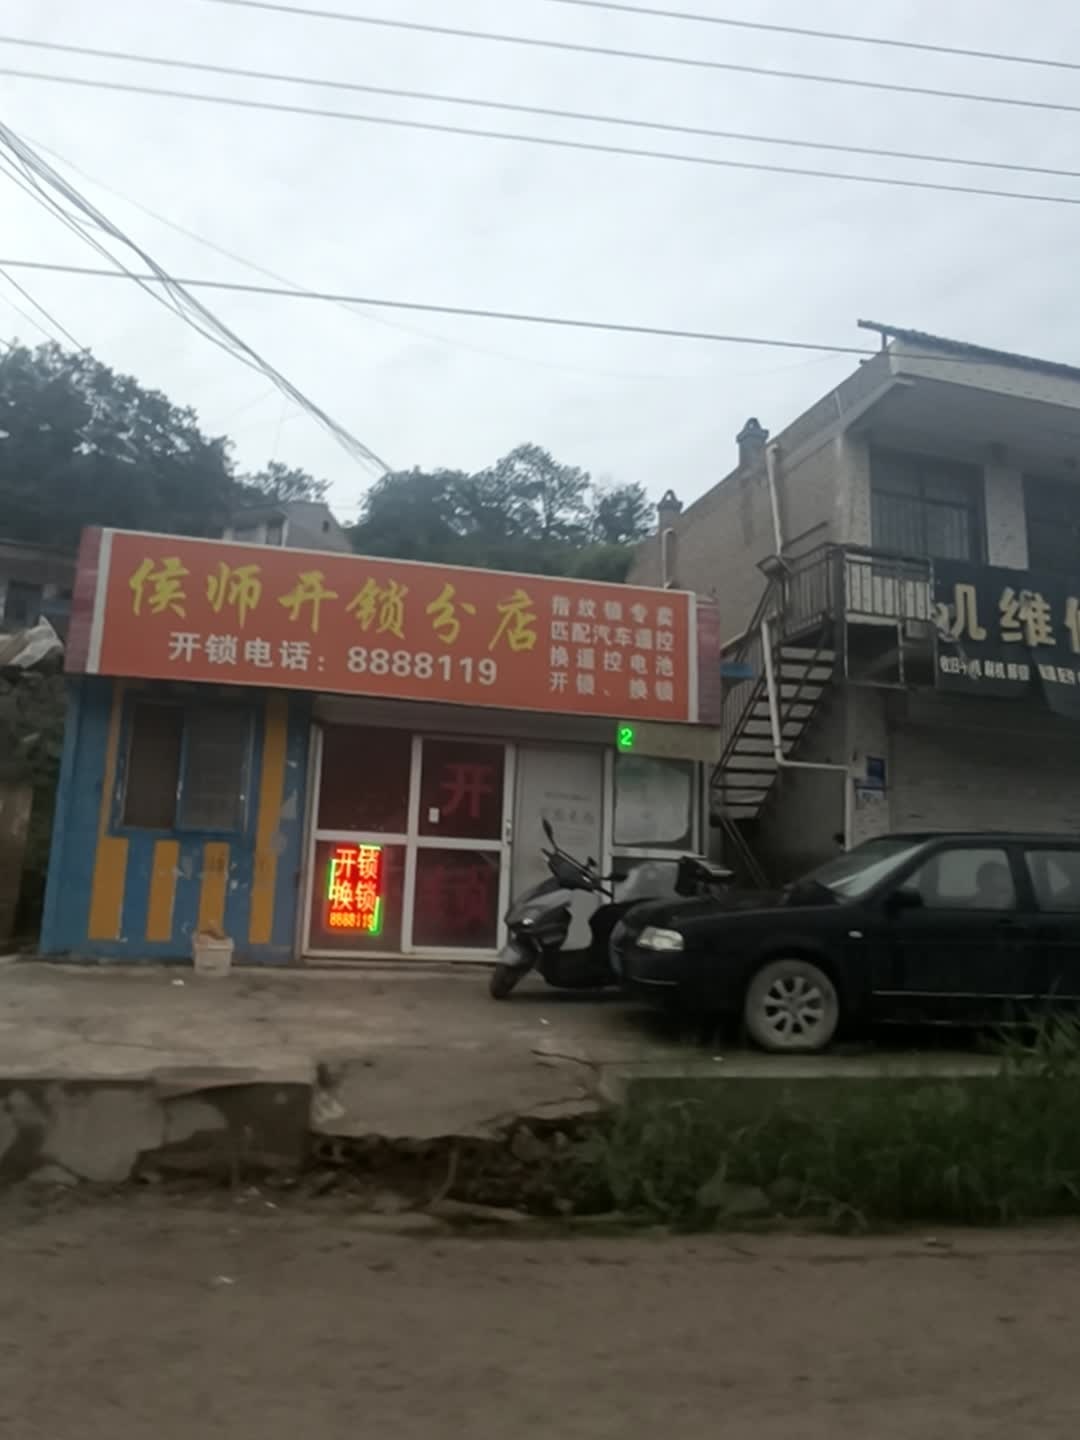 侯师开锁分店
开锁电话：8888119
指纹锁专卖
匹配汽车遥控
换遥控电池
开锁、换锁
2
开
锁
开锁
换锁
8888119
机维修